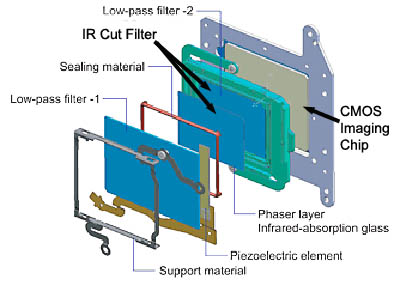 Low-pass filter -2
IR Cut Filter
Sealing material
Low-pass filter -1
CMOS
Imaging
Chip
Phaser layer
Infrared-absorption glass
Piezoelectric element
Support material